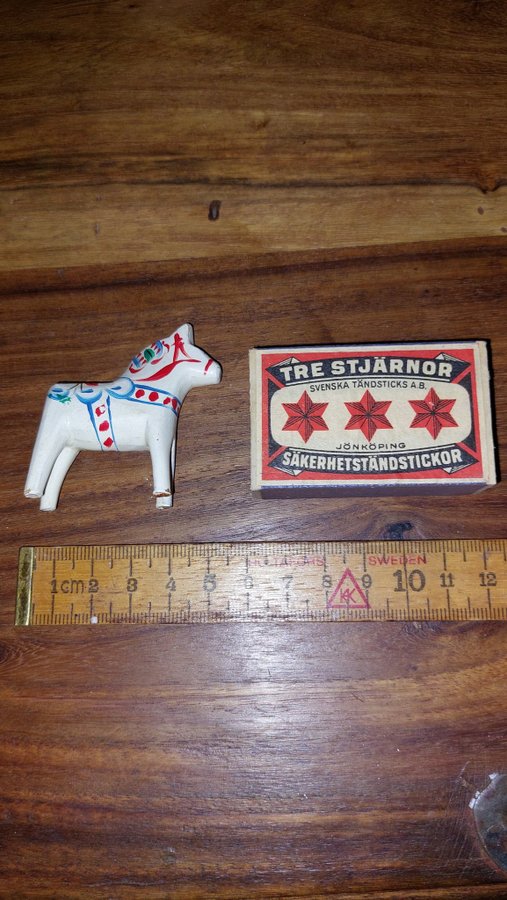 TRE STJÄRNOR
SVENSKA TÄNDSTICKS A.B.
JÖNKÖPING
SÄKERHETSTÄNDSTICKOR
SWEDEN
1cm 2 3 4 5 6 7 8 9 10 11 12